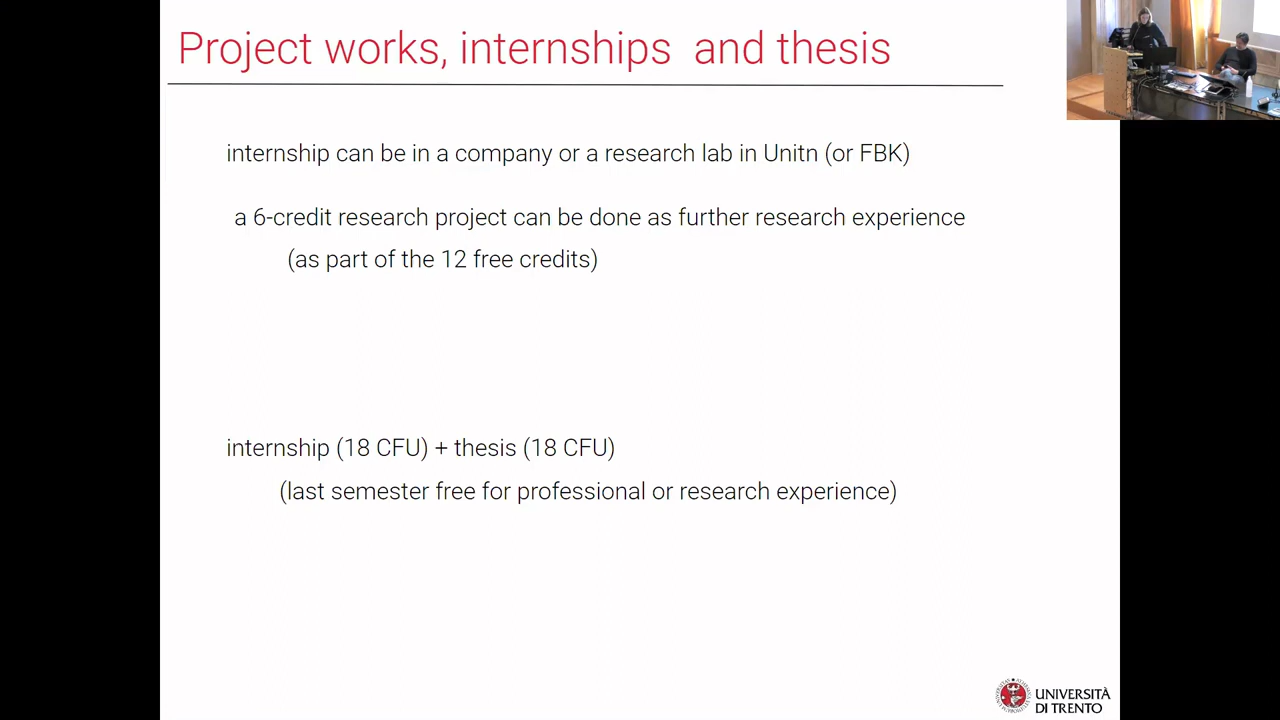 Project works, internships and thesis
internship can be in a company or a research lab in Unitn (or FBK)
a 6-credit research project can be done as further research experience
(as part of the 12 free credits)
internship (18 CFU) + thesis (18 CFU)
(last semester free for professional or research experience)
UNIVERSITÀ
DI TRENTO